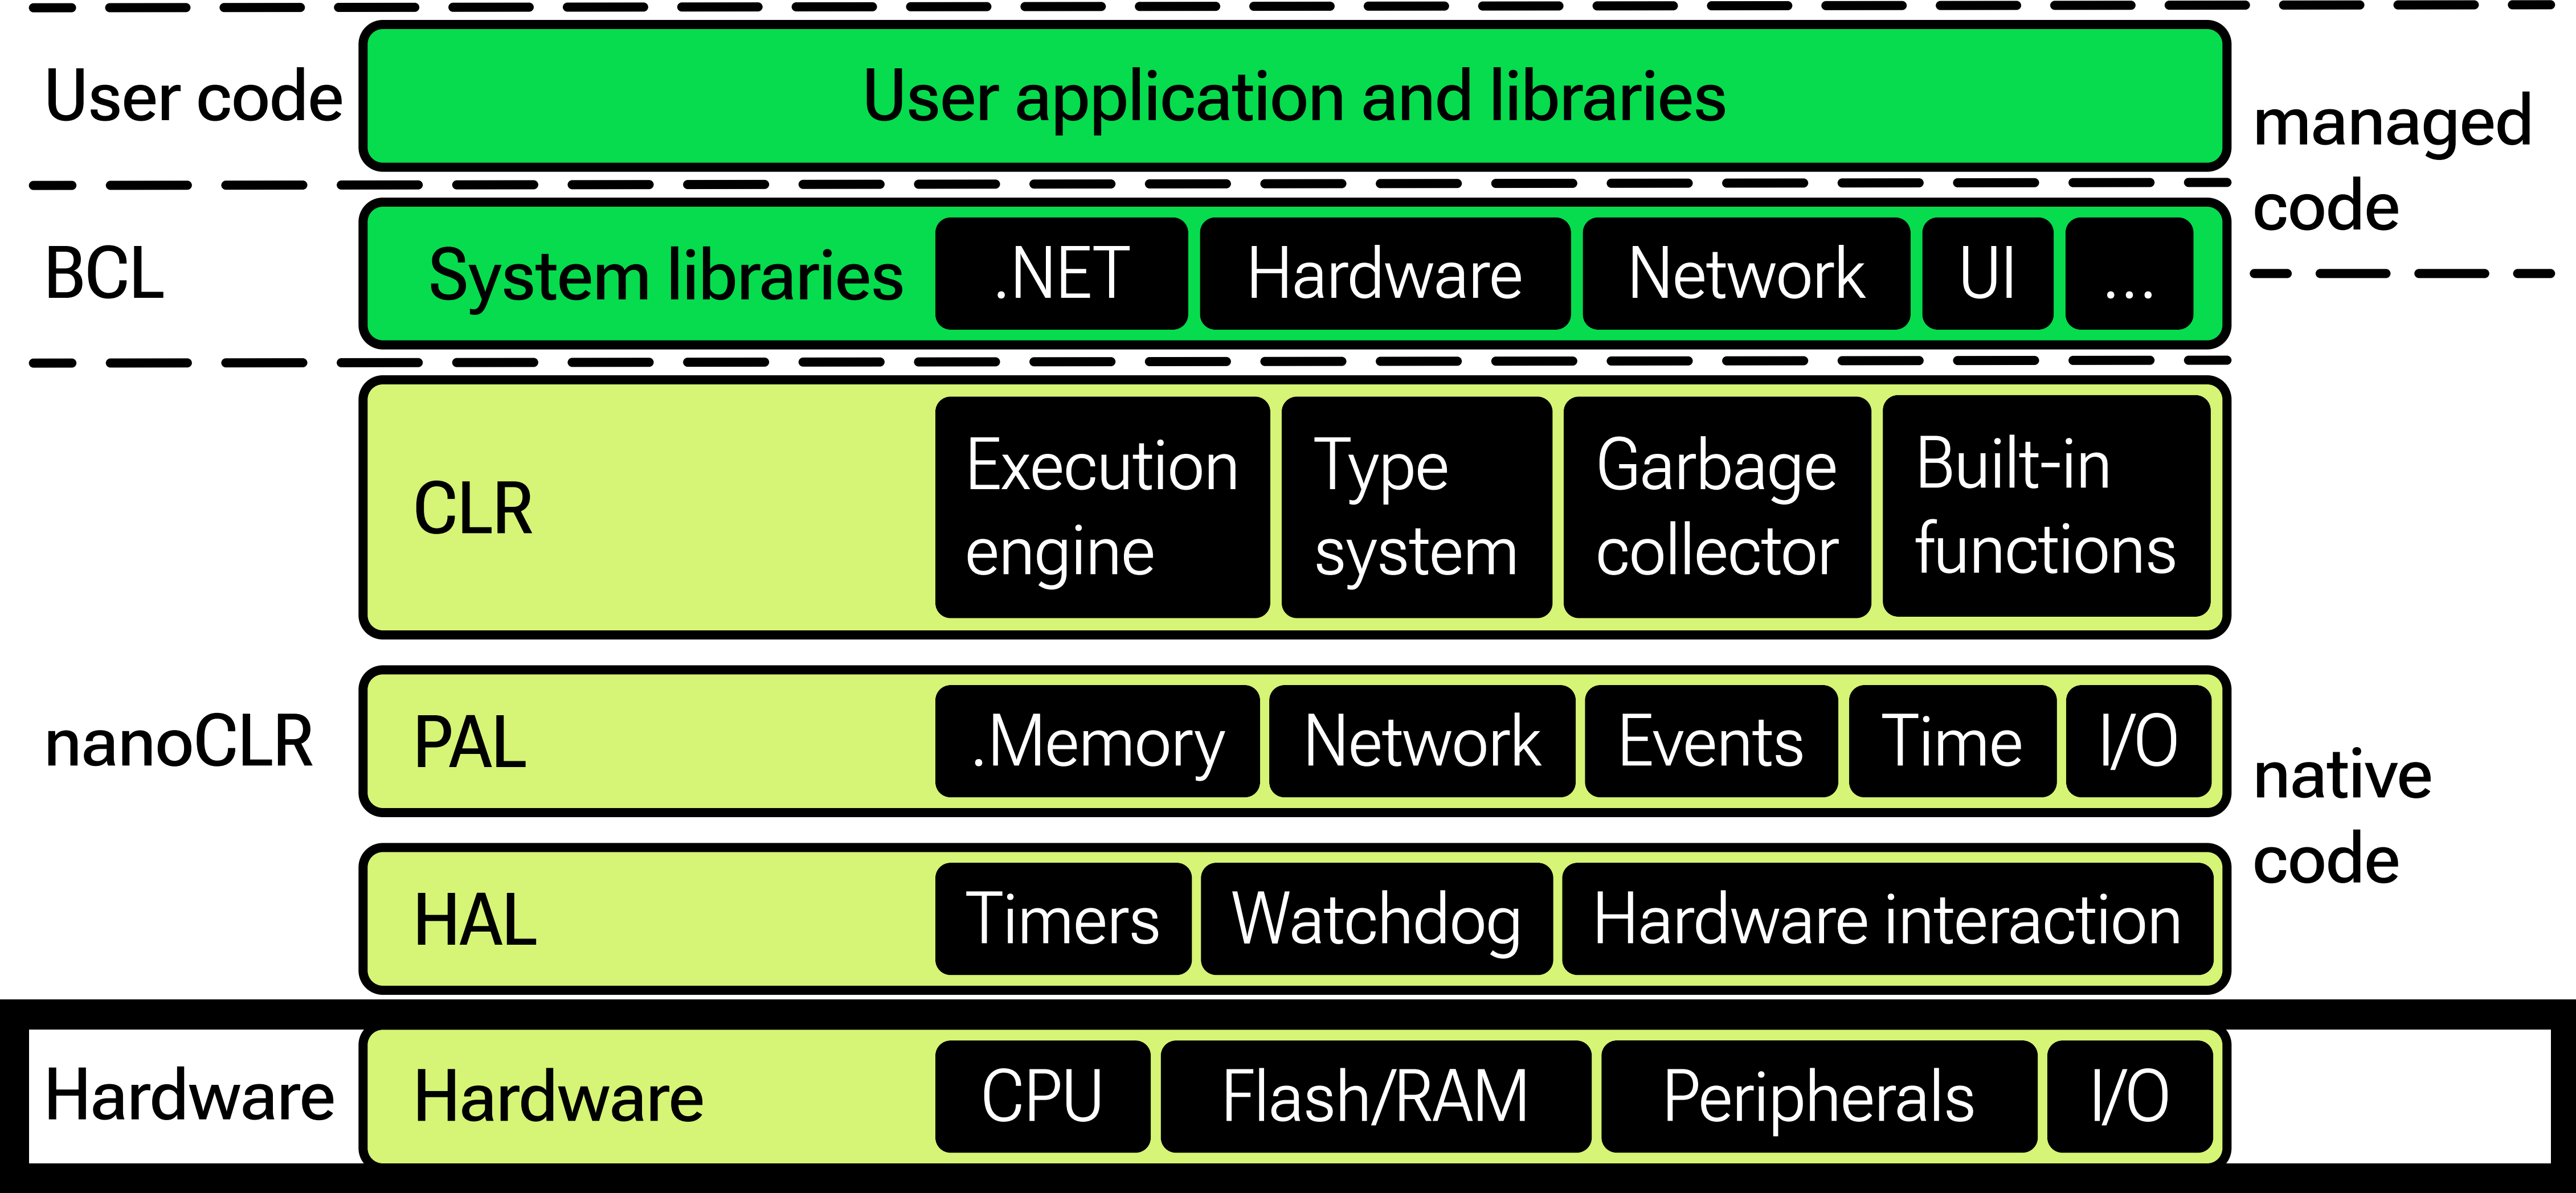 User code
User application and libraries
managed
code
BCL
System libraries
.NET
Hardware
Network
UI
...
CLR
Execution
engine
Type
system
Garbage
collector
Built-in
functions
nanoCLR
PAL
.Memory
Network
Events
Time
I/O
native
code
HAL
Timers
Watchdog
Hardware interaction
Hardware
Hardware
CPU
Flash/RAM
Peripherals
I/O